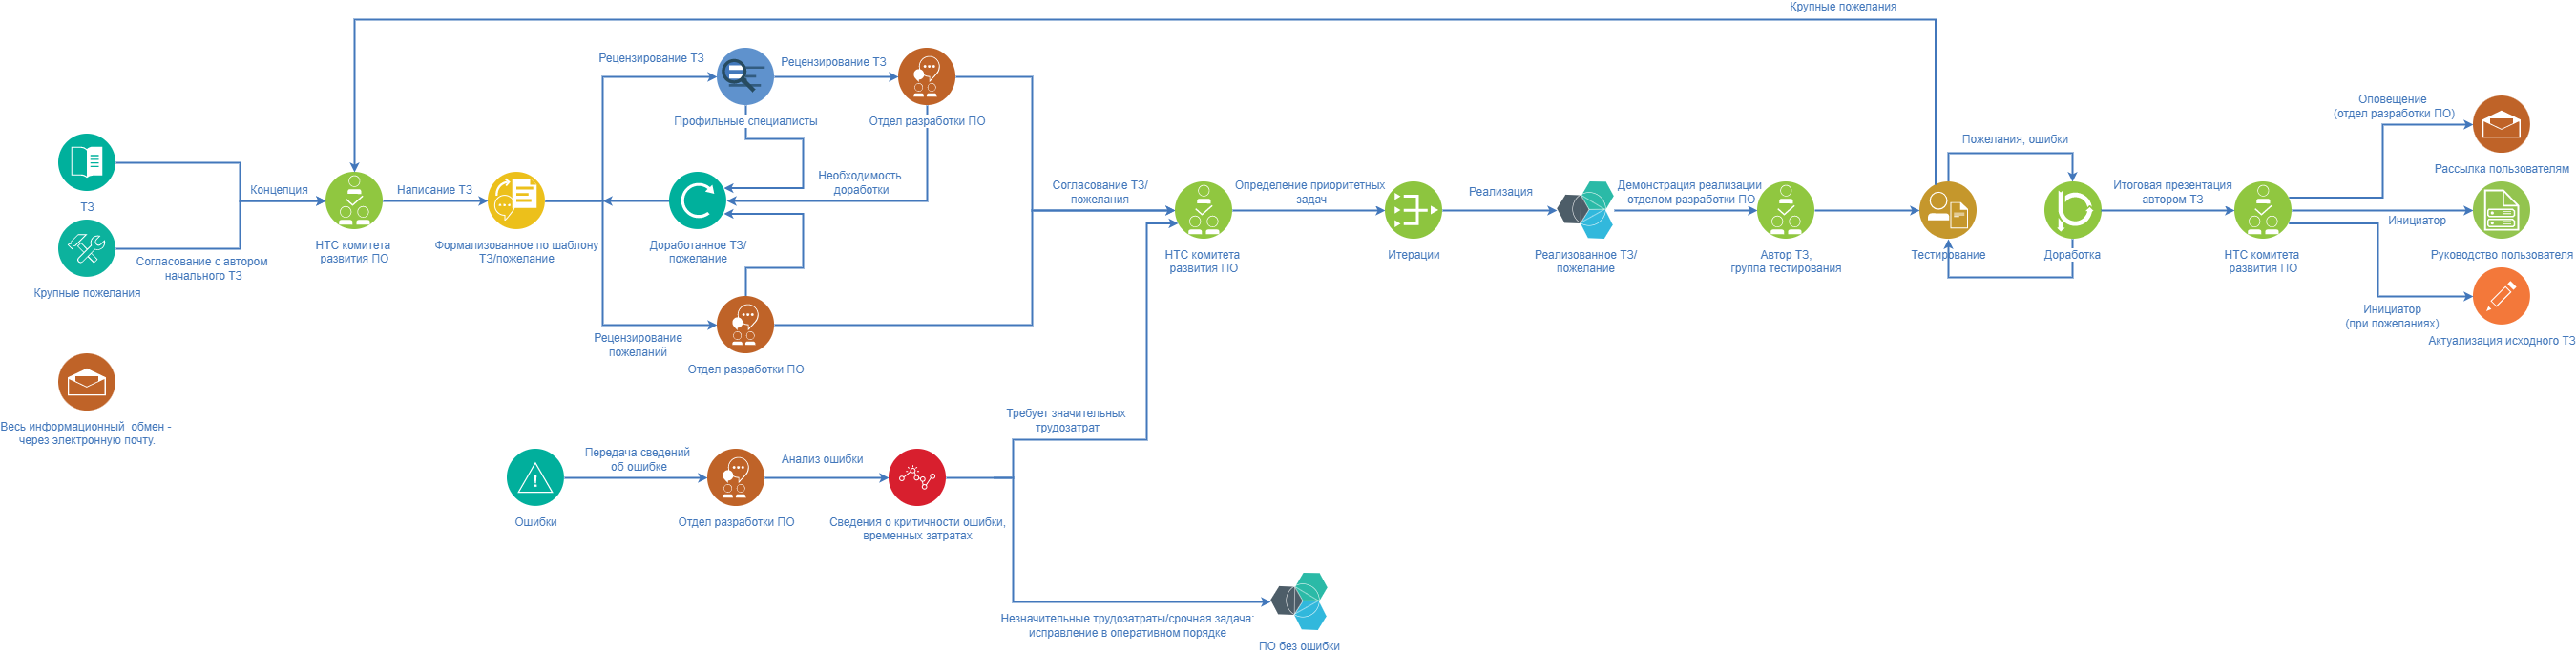 Крупные пожелания
Рецензирование ТЗ
Рецензирование ТЗ
Профильные специалисты
Отдел разработки ПО
ТЗ
Концепция
Согласование с автором
начального ТЗ
Крупные пожелания
НТС комитета
развития ПО
Написание ТЗ
Формализованное по шаблону
ТЗ/пожелание
Доработанное ТЗ/
пожелание
Необходимость
доработки
Рецензирование
пожеланий
Отдел разработки ПО
Согласование ТЗ/
пожелания
НТС комитета
развития ПО
Определение приоритетных
задач
Итерации
Реализация
Реализованное ТЗ/
пожелание
Демонстрация реализации
отделом разработки ПО
Автор ТЗ,
группа тестирования
Тестирование
Пожелания, ошибки
Доработка
Итоговая презентация
автором ТЗ
НТС комитета
развития ПО
Оповещение
(отдел разработки ПО)
Рассылка пользователям
Инициатор
Руководство пользователя
Инициатор
(при пожеланиях)
Актуализация исходного ТЗ
Весь информационный  обмен -
через электронную почту.
Ошибки
Передача сведений
об ошибке
Отдел разработки ПО
Анализ ошибки
Сведения о критичности ошибки,
временных затратах
Требует значительных
трудозатрат
Незначительные трудозатраты/срочная задача:
исправление в оперативном порядке
ПО без ошибки